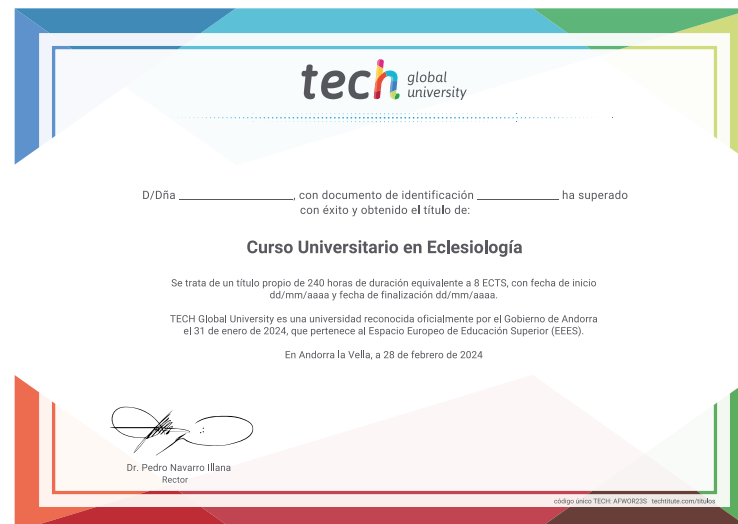 tech global university
D/Dña ______________, con documento de identificación __________ ha superado
con éxito y obtenido el título de:
Curso Universitario en Eclesiología
Se trata de un título propio de 240 horas de duración equivalente a 8 ECTS, con fecha de inicio
dd/mm/aaaa y fecha de finalización dd/mm/aaaa.
TECH Global University es una universidad reconocida oficialmente por el Gobierno de Andorra
el 31 de enero de 2024, que pertenece al Espacio Europeo de Educación Superior (EEES).
En Andorra la Vella, a 28 de febrero de 2024
Dr. Pedro Navarro Illana
Rector
código único TECH: AFWOR23S techtitute.com/titulos